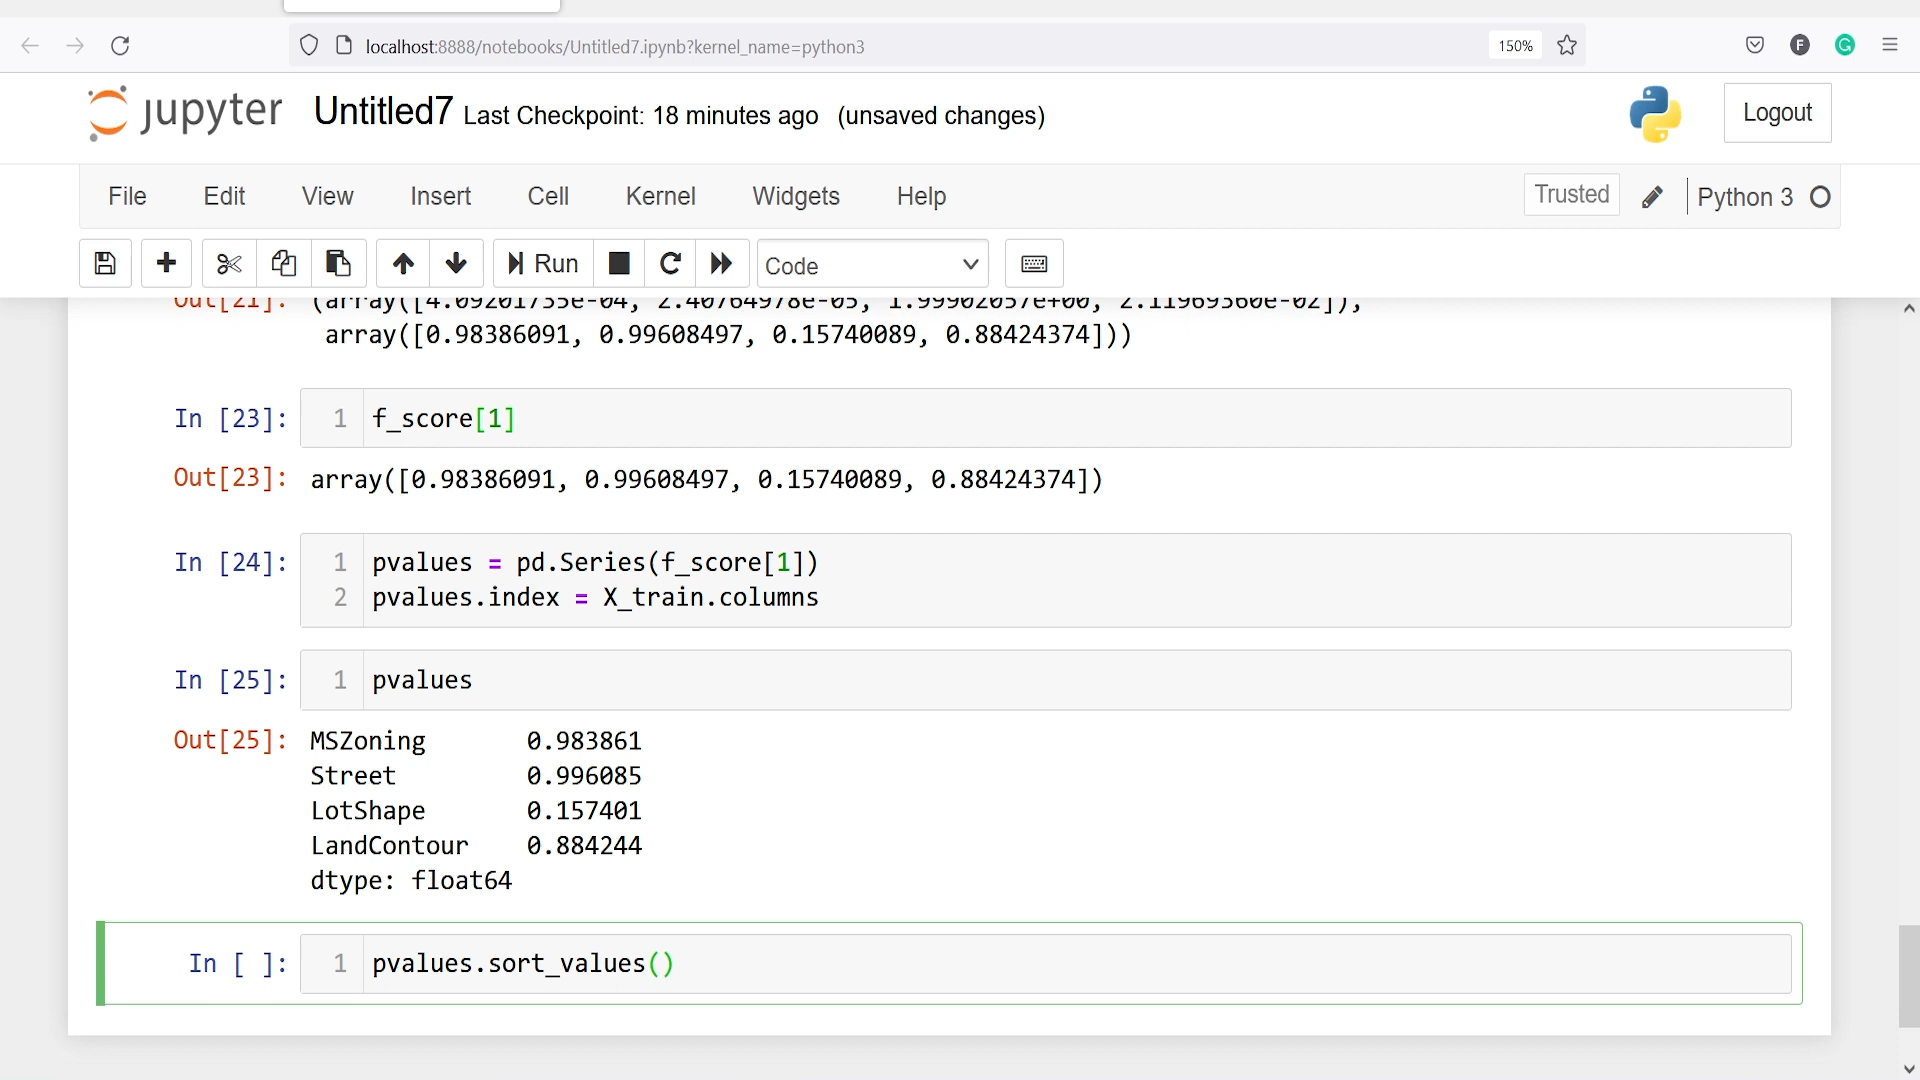 localhost:8888/notebooks/Untitled7.ipynb?kernel_name=python3
150%
F
G
jupyter Untitled7 Last Checkpoint: 18 minutes ago (unsaved changes)
Logout
File Edit View Insert Cell Kernel Widgets Help
Trusted
Python 3
Run
Code
Out[21]: (array([4.09201735e-04, 2.40764978e-05, 1.99902057e+00, 2.11969360e-02]),
array([0.98386091, 0.99608497, 0.15740089, 0.88424374]))
In [23]: 1 f_score[1]
Out[23]: array([0.98386091, 0.99608497, 0.15740089, 0.88424374])
In [24]: 1 pvalues = pd.Series(f_score[1])
2 pvalues.index = X_train.columns
In [25]: 1 pvalues
Out[25]: MSZoning 0.983861
Street 0.996085
LotShape 0.157401
LandContour 0.884244
dtype: float64
In [ ]: 1 pvalues.sort_values()